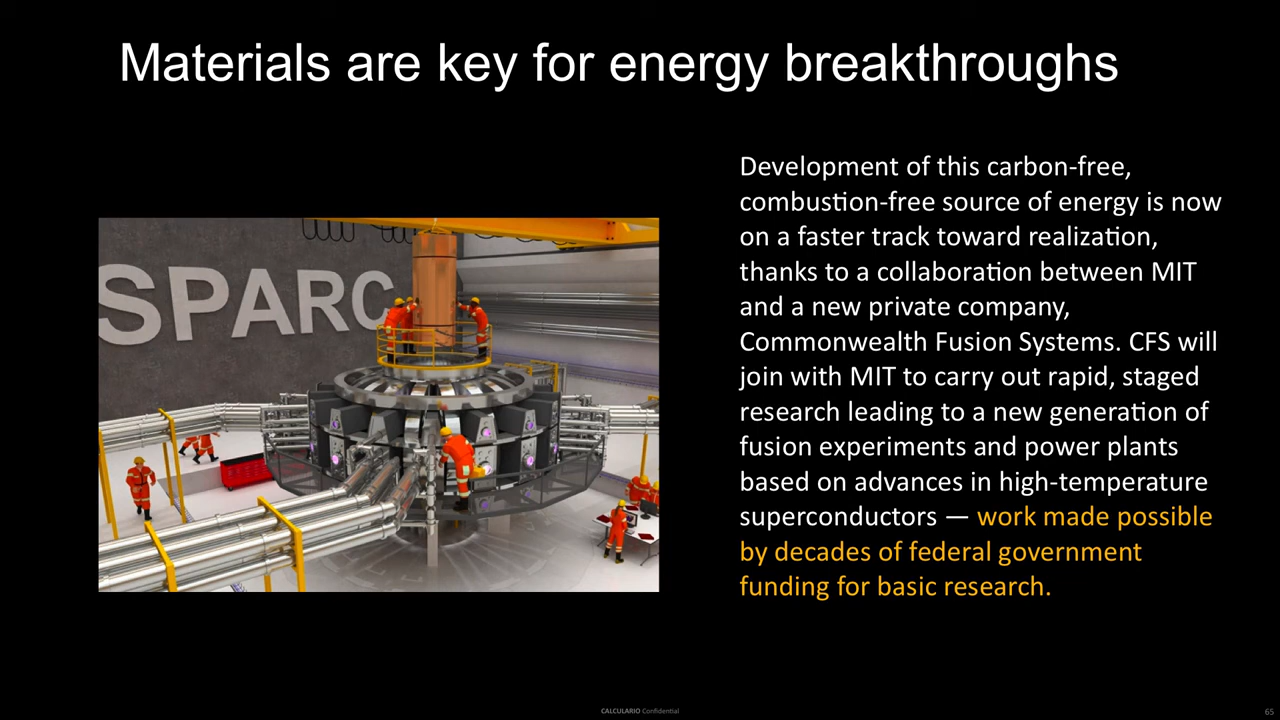 Materials are key for energy breakthroughs
SPARC
Development of this carbon-free,
combustion-free source of energy is now
on a faster track toward realization,
thanks to a collaboration between MIT
and a new private company,
Commonwealth Fusion Systems. CFS will
join with MIT to carry out rapid, staged
research leading to a new generation of
fusion experiments and power plants
based on advances in high-temperature
superconductors — work made possible
by decades of federal government
funding for basic research.
CALCULARIO Confidential
65